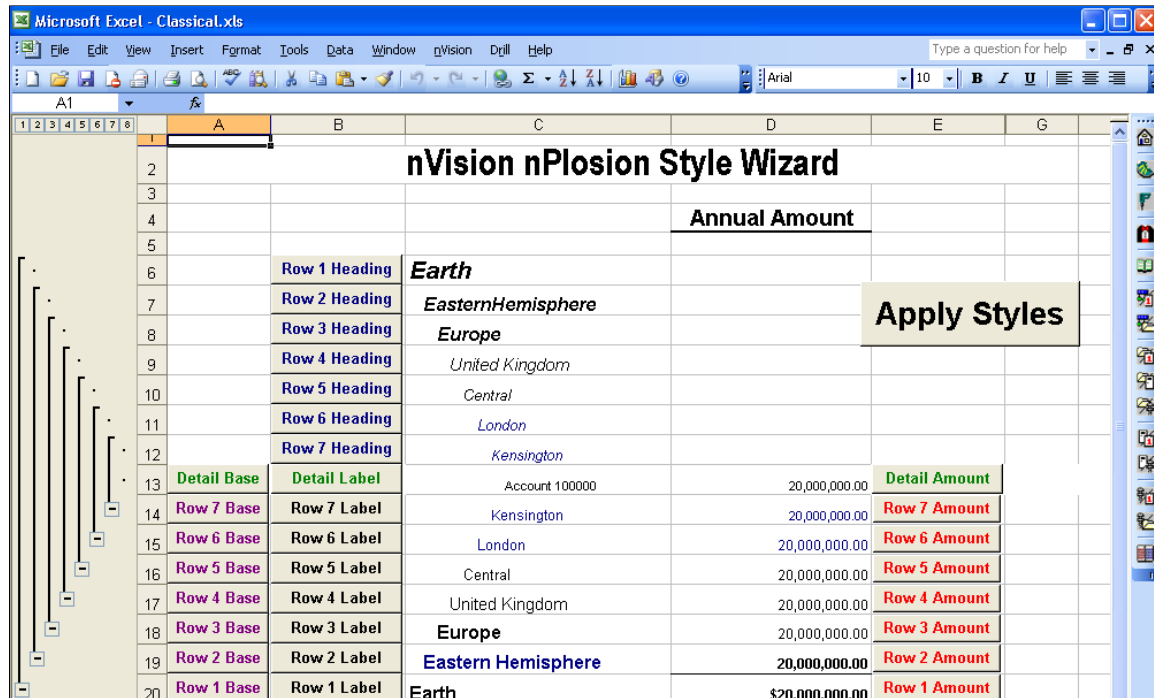 Microsoft Excel - Classical.xls
File Edit View Insert Format Tools Data Window nVision Drill Help Type a question for help
Arial 10 B I U
A1 fx
1 2 3 4 5 6 7 8 A B C D E G
1
2 nVision nPlosion Style Wizard
3
4 Annual Amount
5
6 Row 1 Heading Earth
7 Row 2 Heading EasternHemisphere
Apply Styles
8 Row 3 Heading Europe
9 Row 4 Heading United Kingdom
10 Row 5 Heading Central
11 Row 6 Heading London
12 Row 7 Heading Kensington
13 Detail Base Detail Label Account 100000 20,000,000.00 Detail Amount
14 Row 7 Base Row 7 Label Kensington 20,000,000.00 Row 7 Amount
15 Row 6 Base Row 6 Label London 20,000,000.00 Row 6 Amount
16 Row 5 Base Row 5 Label Central 20,000,000.00 Row 5 Amount
17 Row 4 Base Row 4 Label United Kingdom 20,000,000.00 Row 4 Amount
18 Row 3 Base Row 3 Label Europe 20,000,000.00 Row 3 Amount
19 Row 2 Base Row 2 Label Eastern Hemisphere 20,000,000.00 Row 2 Amount
20 Row 1 Base Row 1 Label Earth $20,000,000.00 Row 1 Amount